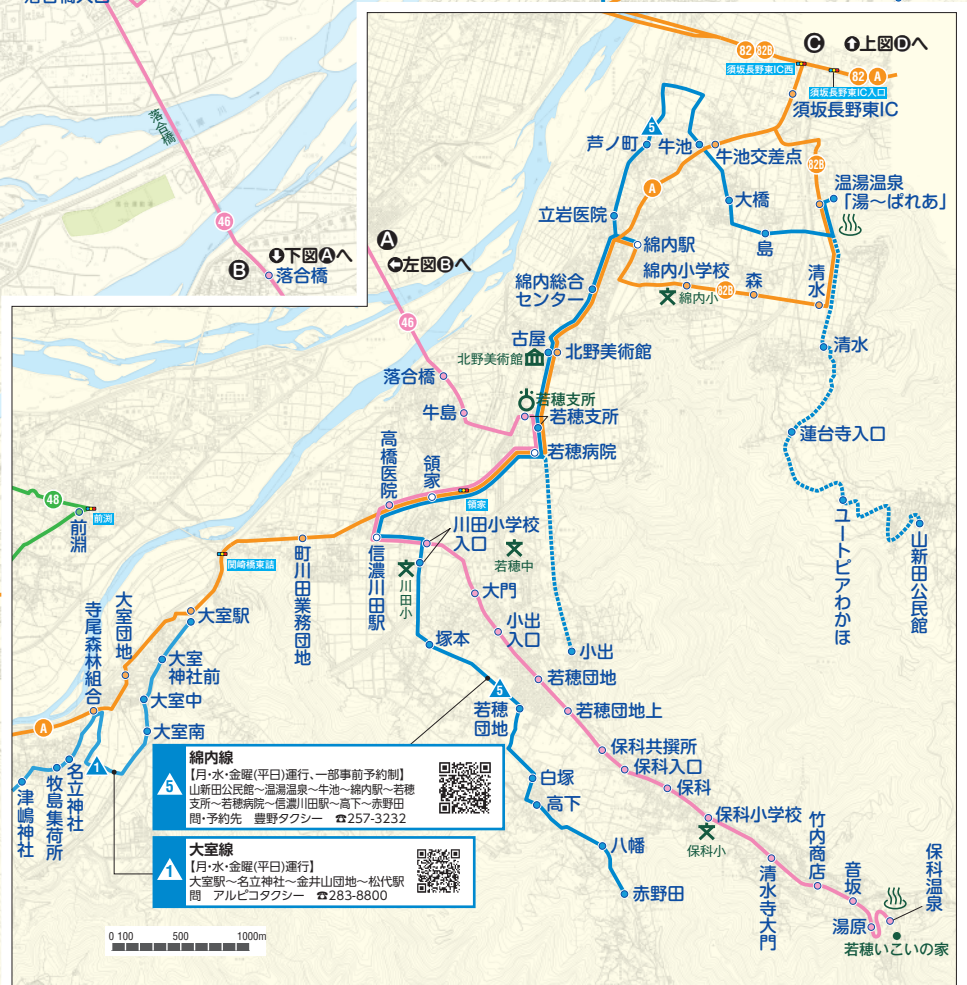 落合橋
46
B
⬇下図Aへ
落合橋
A
⬅左図Bへ
46
落合橋
牛島
82
82B
C
⬆上図Dへ
須坂長野東IC西
須坂長野東IC入口
82
A
須坂長野東IC
5
芦ノ町
牛池
牛池交差点
A
82B
大橋
温湯温泉
「湯〜ぱれあ」
島
立岩医院
綿内駅
綿内小学校
綿内小
82B
森
清水
綿内総合
センター
古屋
北野美術館
北野美術館
清水
若穂支所
若穂支所
若穂病院
蓮台寺入口
ユートピアわかほ
山新田公民館
高橋医院
領家
領家
48
前渕
前淵
関崎橋東詰
町川田業務団地
信濃川田駅
川田小学校
入口
川田小
若穂中
大門
小出
入口
小出
塚本
5
若穂
団地
若穂団地
若穂団地上
保科共撰所
保科入口
保科
保科小学校
保科小
白塚
高下
八幡
赤野田
清水寺大門
竹内商店
音坂
湯原
保科温泉
若穂いこいの家
大室駅
大室団地
寺尾森林組合
大室
神社前
大室中
大室南
A
1
名立神社
牧島集荷所
津嶋神社
5
綿内線
【月・水・金曜(平日)運行、一部事前予約制】
山新田公民館〜温湯温泉〜牛池〜綿内駅〜若穂
支所〜若穂病院〜信濃川田駅〜高下〜赤野田
問・予約先 豊野タクシー ☎257-3232
1
大室線
【月・水・金曜(平日)運行】
大室駅〜名立神社〜金井山団地〜松代駅
問 アルピコタクシー ☎283-8800
0 100 500 1000m